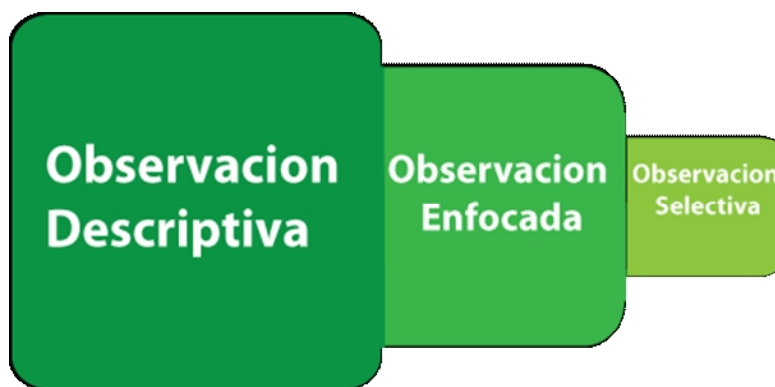 Observacion
Descriptiva
Observacion
Enfocada
Observacion
Selectiva